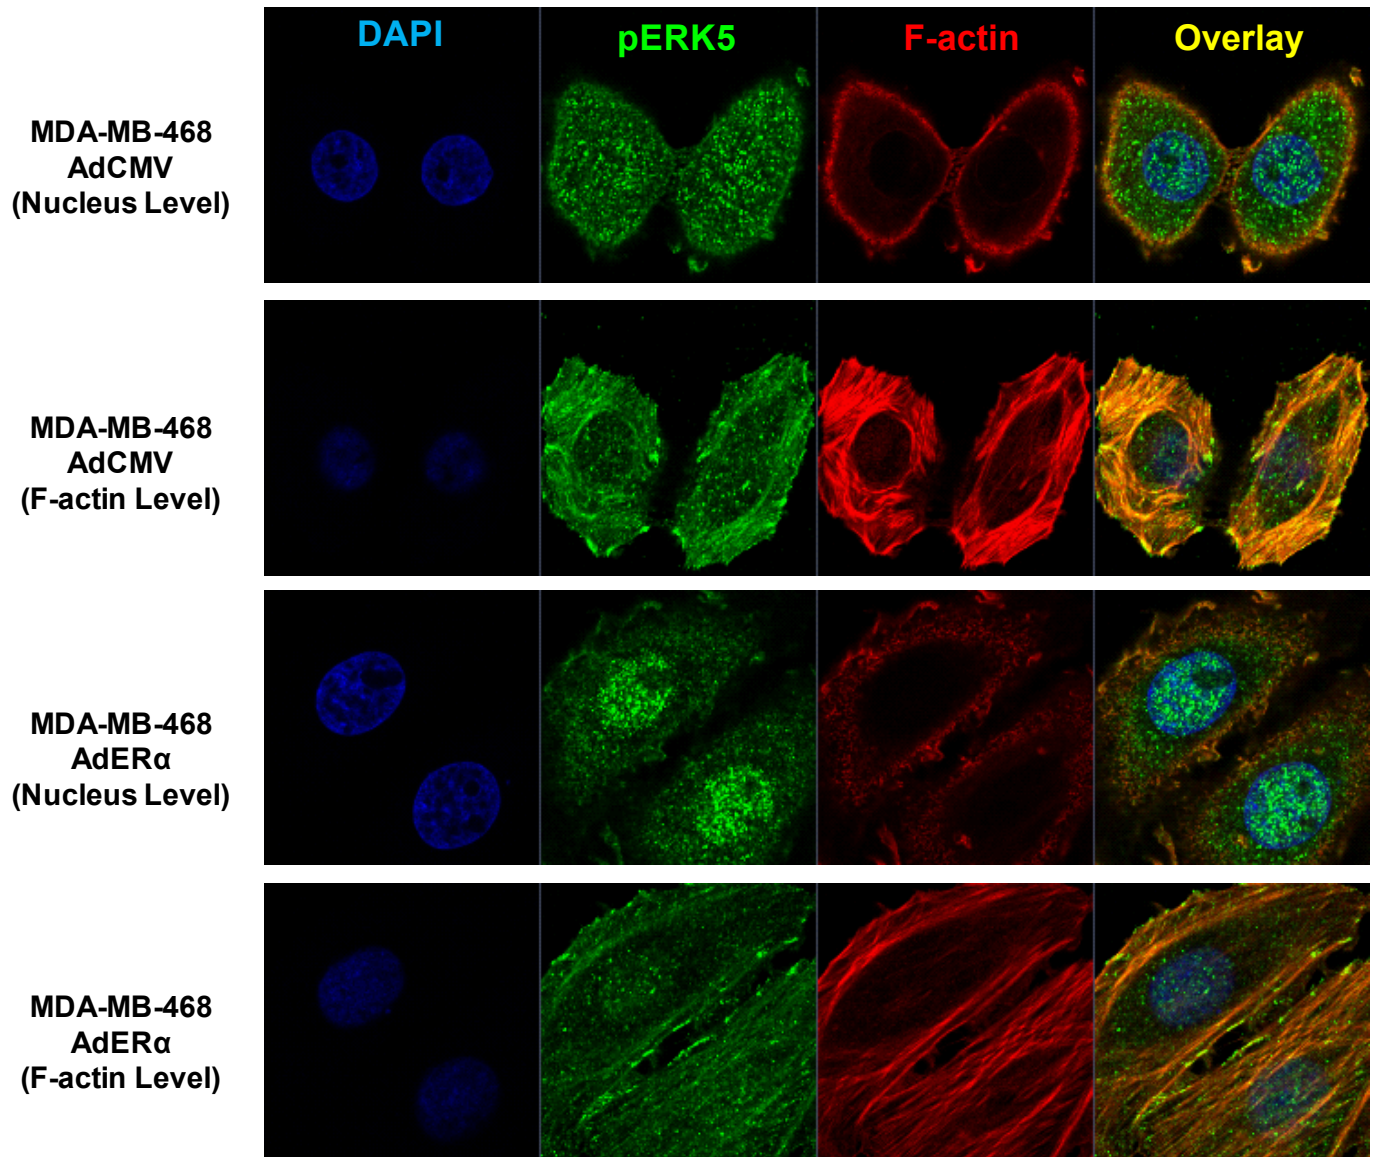 DAPI
pERK5
F-actin
Overlay
MDA-MB-468
AdCMV
(Nucleus Level)
MDA-MB-468
AdCMV
(F-actin Level)
MDA-MB-468
AdERα
(Nucleus Level)
MDA-MB-468
AdERα
(F-actin Level)